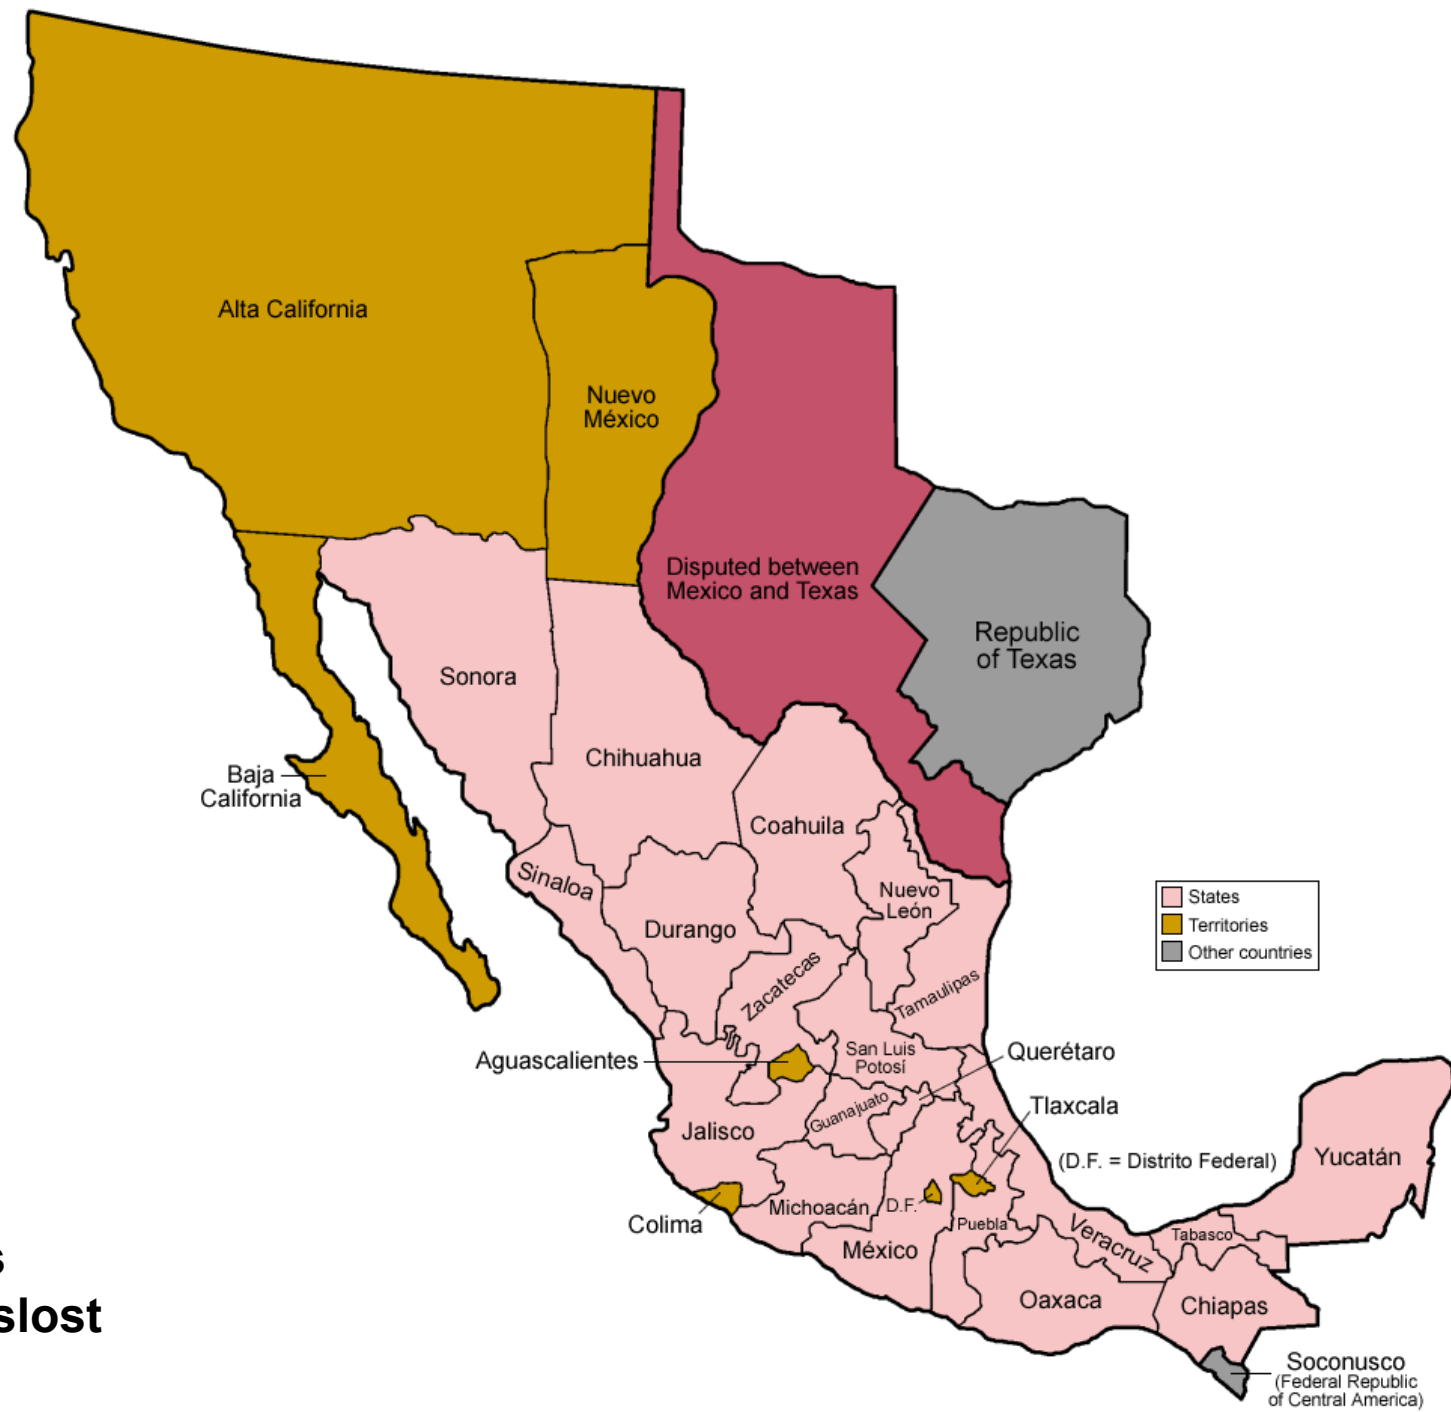 Alta California
Nuevo
México
Disputed between
Mexico and Texas
Republic
of Texas
Sonora
Chihuahua
Baja
California
Coahuila
Sinaloa
Nuevo
León
Durango
States
Territories
Other countries
Zacatecas
Tamaulipas
Aguascalientes
San Luis
Potosí
Querétaro
Guanajuato
Tlaxcala
Jalisco
(D.F. = Distrito Federal)
Yucatán
Michoacán
D.F.
Colima
Puebla
Veracruz
Tabasco
México
Oaxaca
Chiapas
s
slost
Soconusco
(Federal Republic
of Central America)